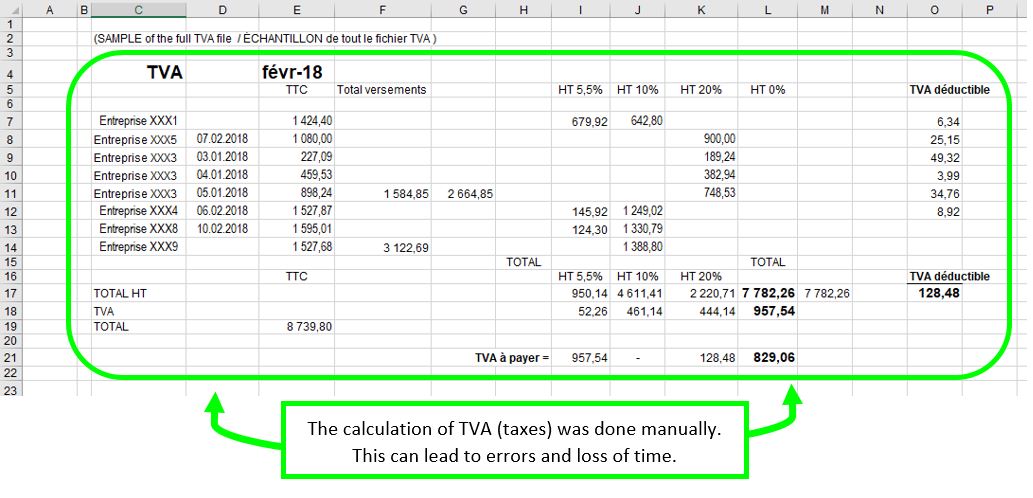 A B C D E F G H I J K L M N O P
1
2 (SAMPLE of the full TVA file / ÉCHANTILLON de tout le fichier TVA )
3
4 TVA févr-18
5 TTC Total versements HT 5,5% HT 10% HT 20% HT 0% TVA déductible
6
7 Entreprise XXX1 1 424,40 679,92 642,80 6,34
8 Entreprise XXX5 07.02.2018 1 080,00 900,00 25,15
9 Entreprise XXX3 03.01.2018 227,09 189,24 49,32
10 Entreprise XXX3 04.01.2018 459,53 382,94 3,99
11 Entreprise XXX3 05.01.2018 898,24 1 584,85 2 664,85 748,53 34,76
12 Entreprise XXX4 06.02.2018 1 527,87 145,92 1 249,02 8,92
13 Entreprise XXX8 10.02.2018 1 595,01 124,30 1 330,79
14 Entreprise XXX9 1 527,68 3 122,69 1 388,80
15 TOTAL TOTAL
16 TTC HT 5,5% HT 10% HT 20% TVA déductible
17 TOTAL HT 950,14 4 611,41 2 220,71 7 782,26 7 782,26 128,48
18 TVA 52,26 461,14 444,14 957,54
19 TOTAL 8 739,80
20
21 TVA à payer = 957,54 - 128,48 829,06
22
23
The calculation of TVA (taxes) was done manually.
This can lead to errors and loss of time.